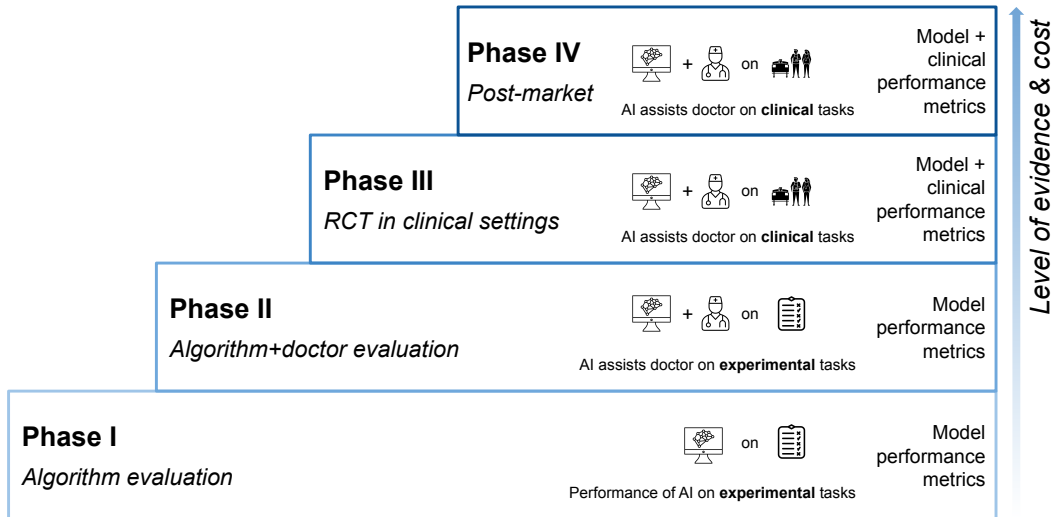 Phase IV
Post-market
+
on
AI assists doctor on clinical tasks
Model +
clinical
performance
metrics
Phase III
RCT in clinical settings
+
on
AI assists doctor on clinical tasks
Model +
clinical
performance
metrics
Phase II
Algorithm+doctor evaluation
+
on
AI assists doctor on experimental tasks
Model
performance
metrics
Phase I
Algorithm evaluation
on
Performance of AI on experimental tasks
Model
performance
metrics
Level of evidence & cost